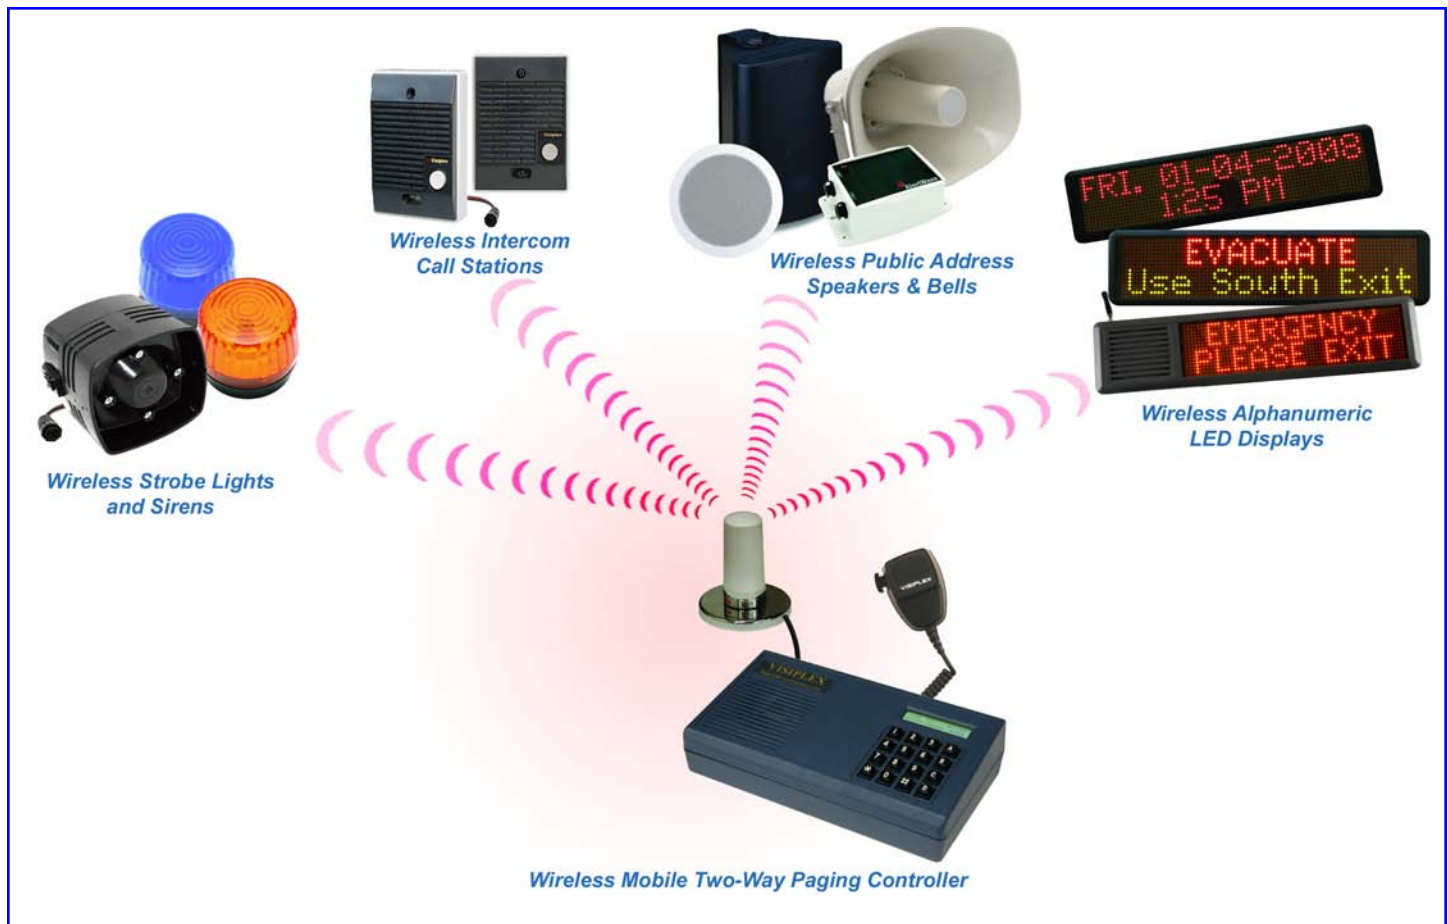 FRI. 01-04-2008
1:25 PM
EVACUATE
Use South Exit
EMERGENCY
PLEASE EXIT
Wireless Intercom
Call Stations
Wireless Public Address
Speakers & Bells
Wireless Alphanumeric
LED Displays
Wireless Strobe Lights
and Sirens
VISIPLEX
VISIPLEX
Wireless Mobile Two-Way Paging Controller